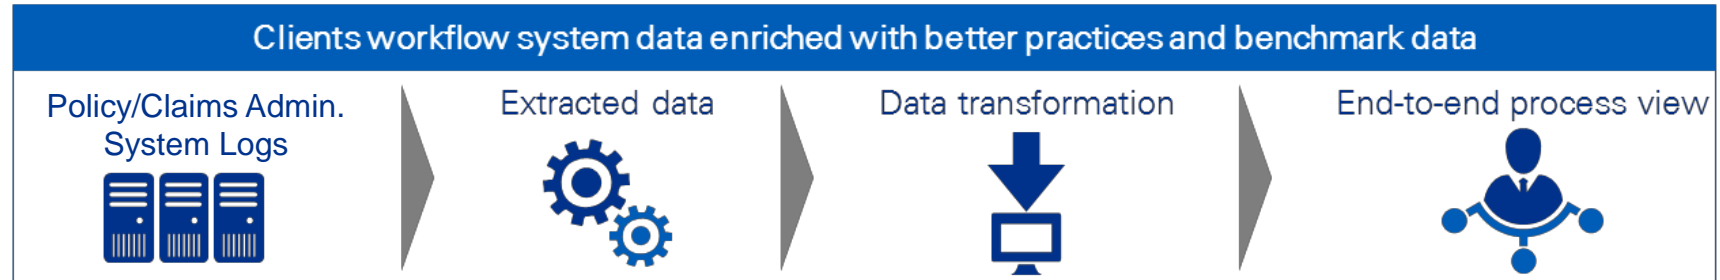 Clients workflow system data enriched with better practices and benchmark data
Policy/Claims Admin.
System Logs
Extracted data
Data transformation
End-to-end process view